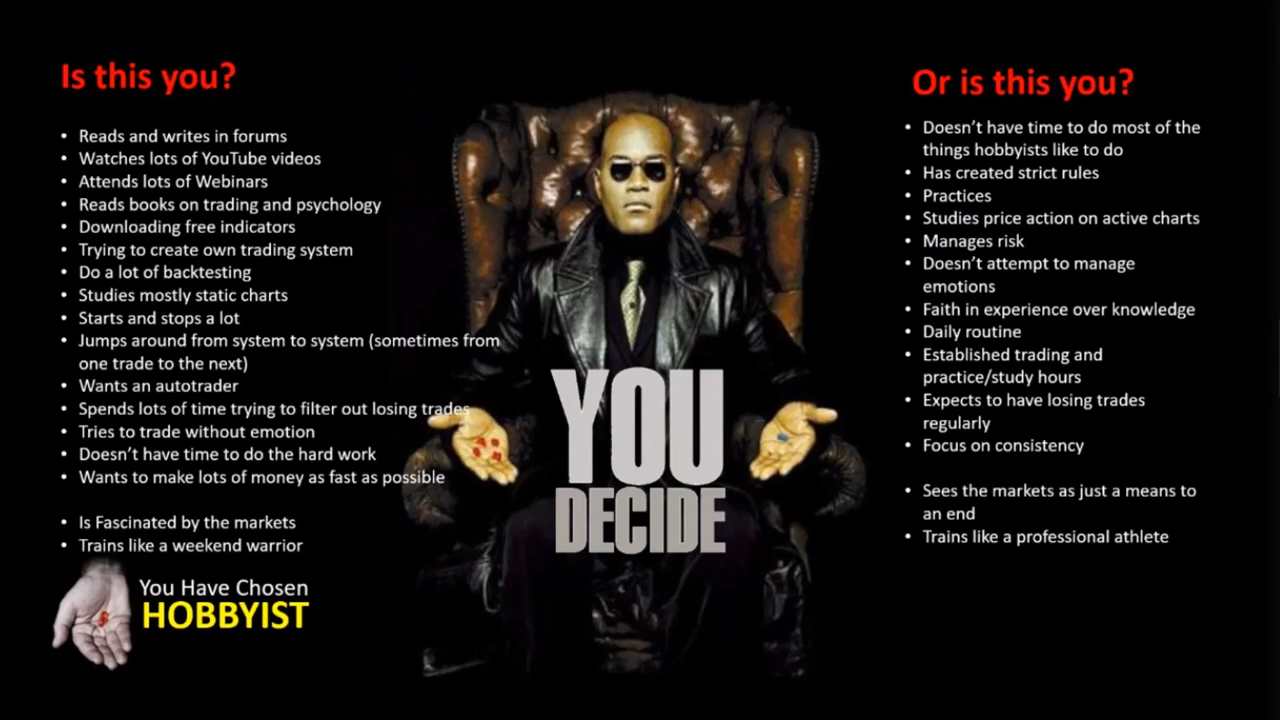 Is this you?
• Reads and writes in forums
• Watches lots of YouTube videos
• Attends lots of Webinars
• Reads books on trading and psychology
• Downloading free indicators
• Trying to create own trading system
• Do a lot of backtesting
• Studies mostly static charts
• Starts and stops a lot
• Jumps around from system to system (sometimes from
one trade to the next)
• Wants an autotrader
• Spends lots of time trying to filter out losing trades
• Tries to trade without emotion
• Doesn't have time to do the hard work
• Wants to make lots of money as fast as possible
• Is Fascinated by the markets
• Trains like a weekend warrior
You Have Chosen
HOBBYIST
YOU
DECIDE
Or is this you?
• Doesn't have time to do most of the
things hobbyists like to do
• Has created strict rules
• Practices
• Studies price action on active charts
• Manages risk
• Doesn't attempt to manage
emotions
• Faith in experience over knowledge
• Daily routine
• Established trading and
practice/study hours
• Expects to have losing trades
regularly
• Focus on consistency
• Sees the markets as just a means to
an end
• Trains like a professional athlete